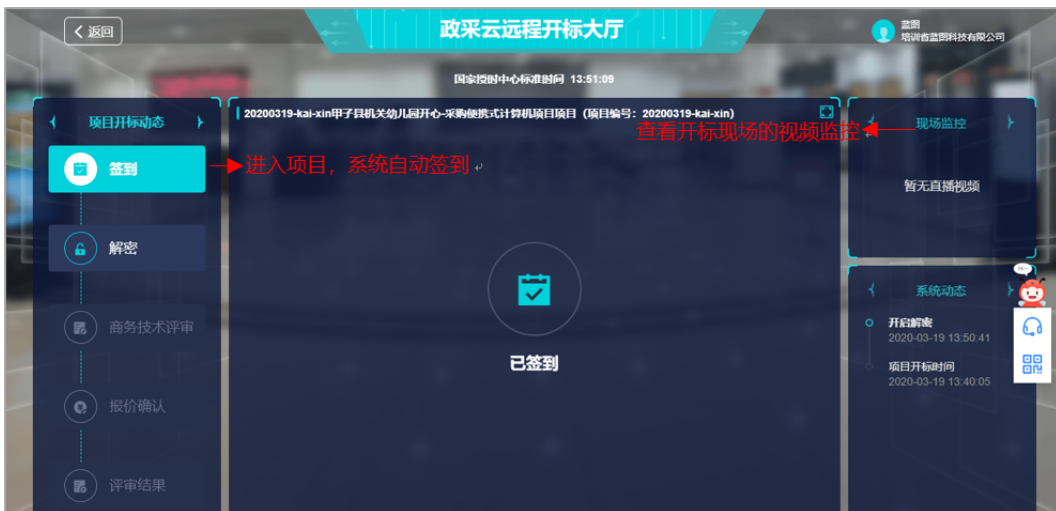 返回
政采云远程开标大厅
蓝图
培训省蓝图科技有限公司
国家授时中心标准时间 13:51:09
项目开标动态
20200319-kai-xin甲子县机关幼儿园开心-采购便携式计算机项目项目（项目编号：20200319-kai-xin）
查看开标现场的视频监控
现场监控
签到
进入项目，系统自动签到
暂无直播视频
解密
Hi~
系统动态
商务技术评审
开启解密
2020-03-19 13:50:41
已签到
项目开标时间
2020-03-19 13:40:05
报价确认
评审结果